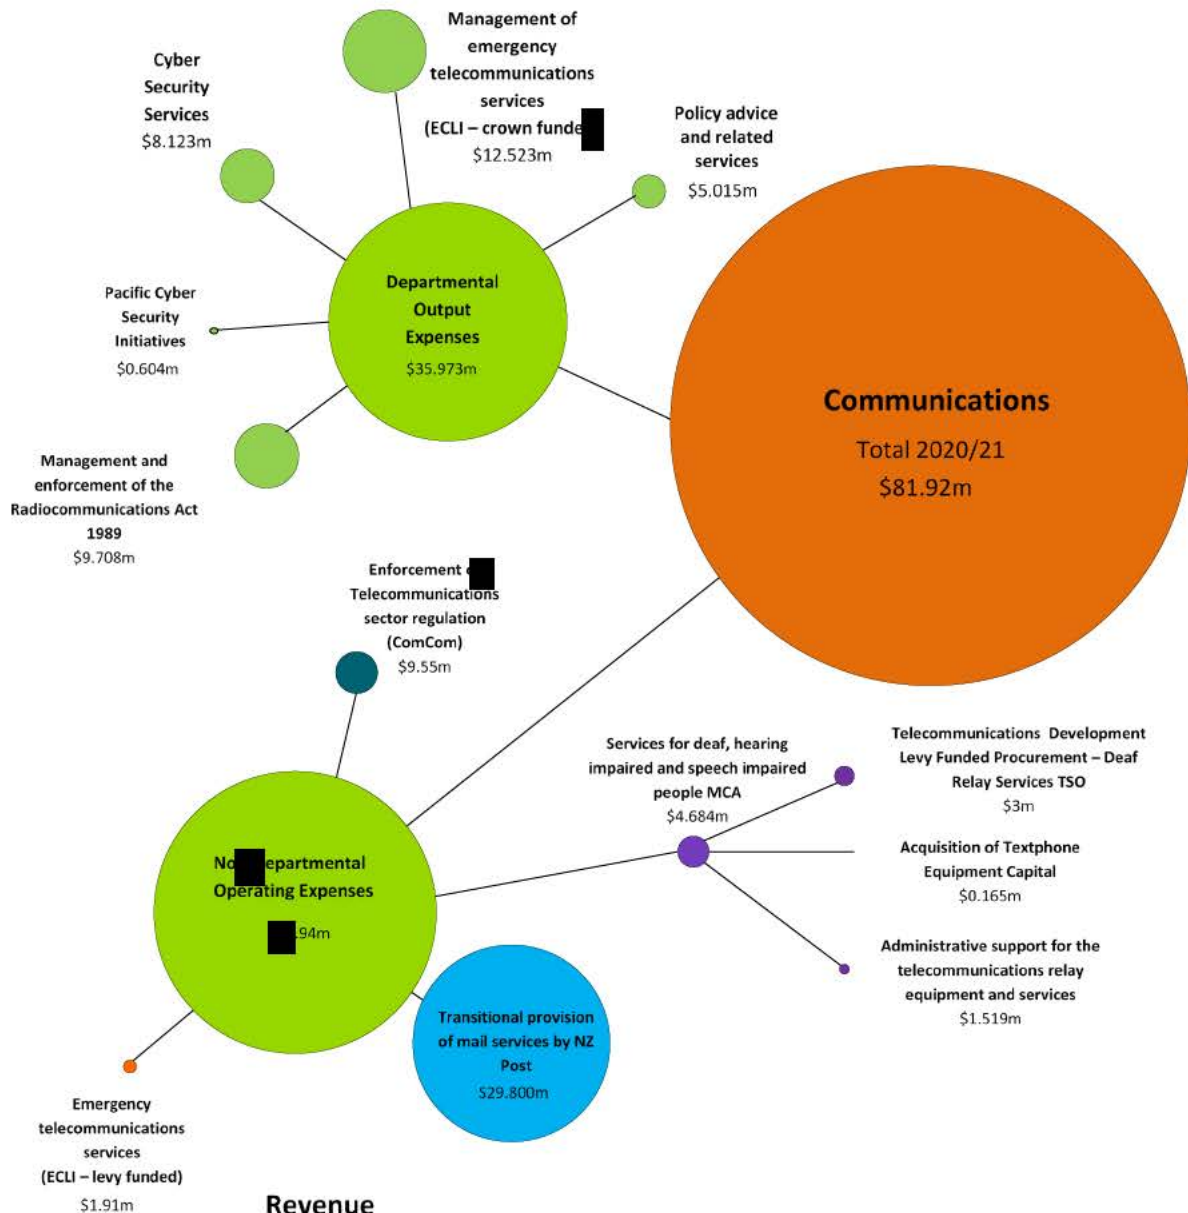 Management of
emergency
telecommunications
services
(ECLI – crown
$12.523m
Cyber
Security
Services
$8.123m
Policy advice
and related
services
$5.015m
Pacific Cyber
Security
Initiatives
$0.604m
Departmental
Output
Expenses
$35.973m
Communications
Total 2020/21
$81.92m
Management and
enforcement of the
Radiocommunications Act
1989
$9.708m
Enforcement
Telecommunications
sector regulation
(ComCom)
$9.55m
Services for deaf, hearing
impaired and speech impaired
people MCA
$4.684m
Telecommunications Development
Levy Funded Procurement – Deaf
Relay Services TSO
$3m
Acquisition of Textphone
Equipment Capital
$0.165m
Administrative support for the
telecommunications relay
equipment and services
$1.519m
Departmental
Operating Expenses
.94m
Transitional provision
of mail services by NZ
Post
$29.800m
Emergency
telecommunications
services
(ECLI – levy funded)
$1.91m
Revenue